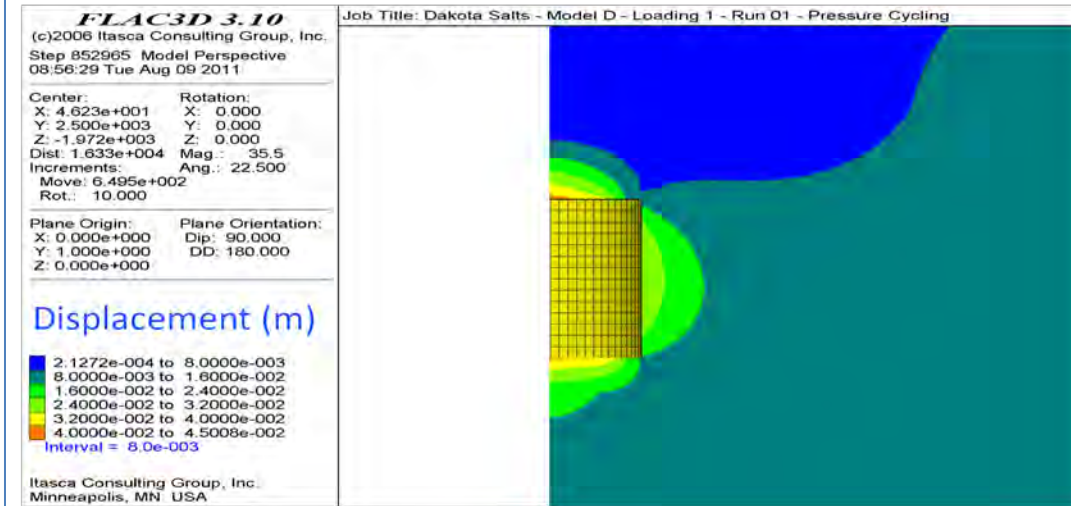 FLAC3D 3.10
(c)2006 Itasca Consulting Group, Inc.
Step 852965 Model Perspective
08:56:29 Tue Aug 09 2011
Center: Rotation:
X: 4.623e+001 X: 0.000
Y: 2.500e+003 Y: 0.000
Z: -1.972e+003 Z: 0.000
Dist: 1.633e+004 Mag.: 35.5
Increments: Ang.: 22.500
Move: 6.495e+002
Rot.: 10.000
Plane Origin: Plane Orientation:
X: 0.000e+000 Dip: 90.000
Y: 1.000e+000 DD: 180.000
Z: 0.000e+000
Displacement (m)
2.1272e-004 to 8.0000e-003
8.0000e-003 to 1.6000e-002
1.6000e-002 to 2.4000e-002
2.4000e-002 to 3.2000e-002
3.2000e-002 to 4.0000e-002
4.0000e-002 to 4.5008e-002
Interval = 8.0e-003
Itasca Consulting Group, Inc.
Minneapolis, MN USA
Job Title: Dakota Salts - Model D - Loading 1 - Run 01 - Pressure Cycling